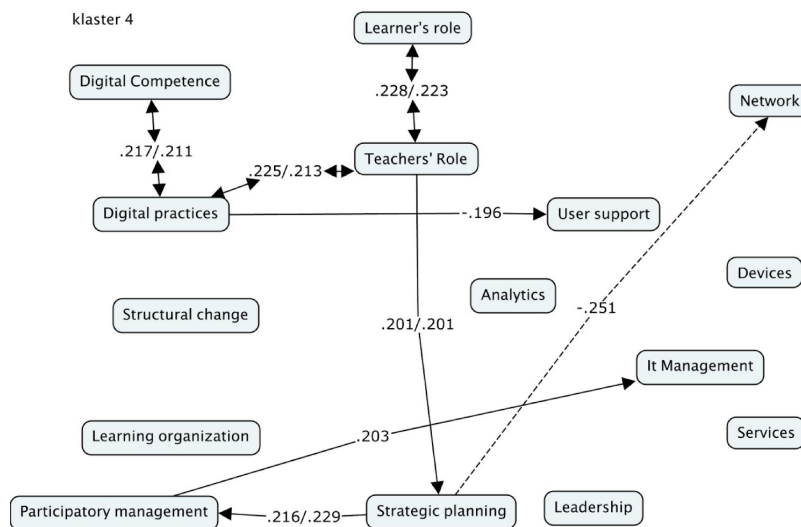 klaster 4
Learner's role
Digital Competence
.228/.223
Network
.217/.211
Teachers' Role
.225/.213
Digital practices
-.196
User support
Devices
Analytics
Structural change
-.251
.201/.201
It Management
Learning organization
.203
Services
Participatory management
.216/.229
Strategic planning
Leadership